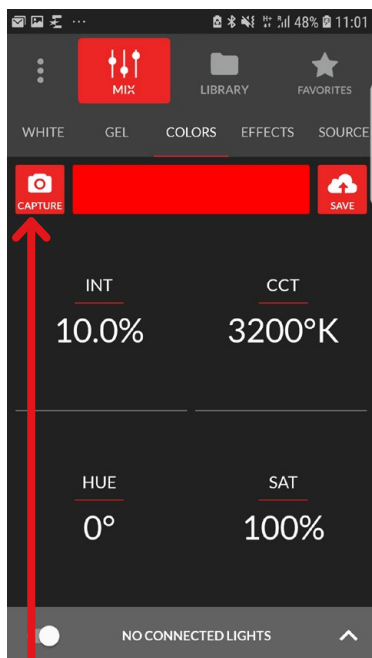 48% 11:01
MIX
LIBRARY
FAVORITES
WHITE GEL COLORS EFFECTS SOURCE
CAPTURE
SAVE
INT
CCT
10.0%
3200°K
HUE
SAT
0°
100%
NO CONNECTED LIGHTS